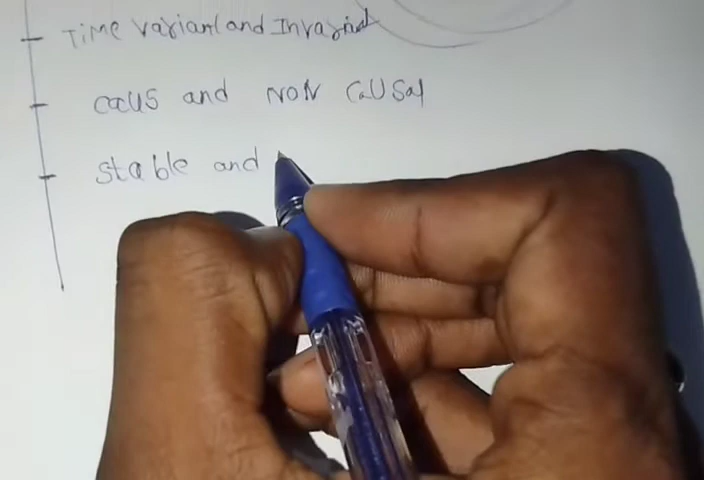 Time variant and Invariant
caus and NON Causal
stable and